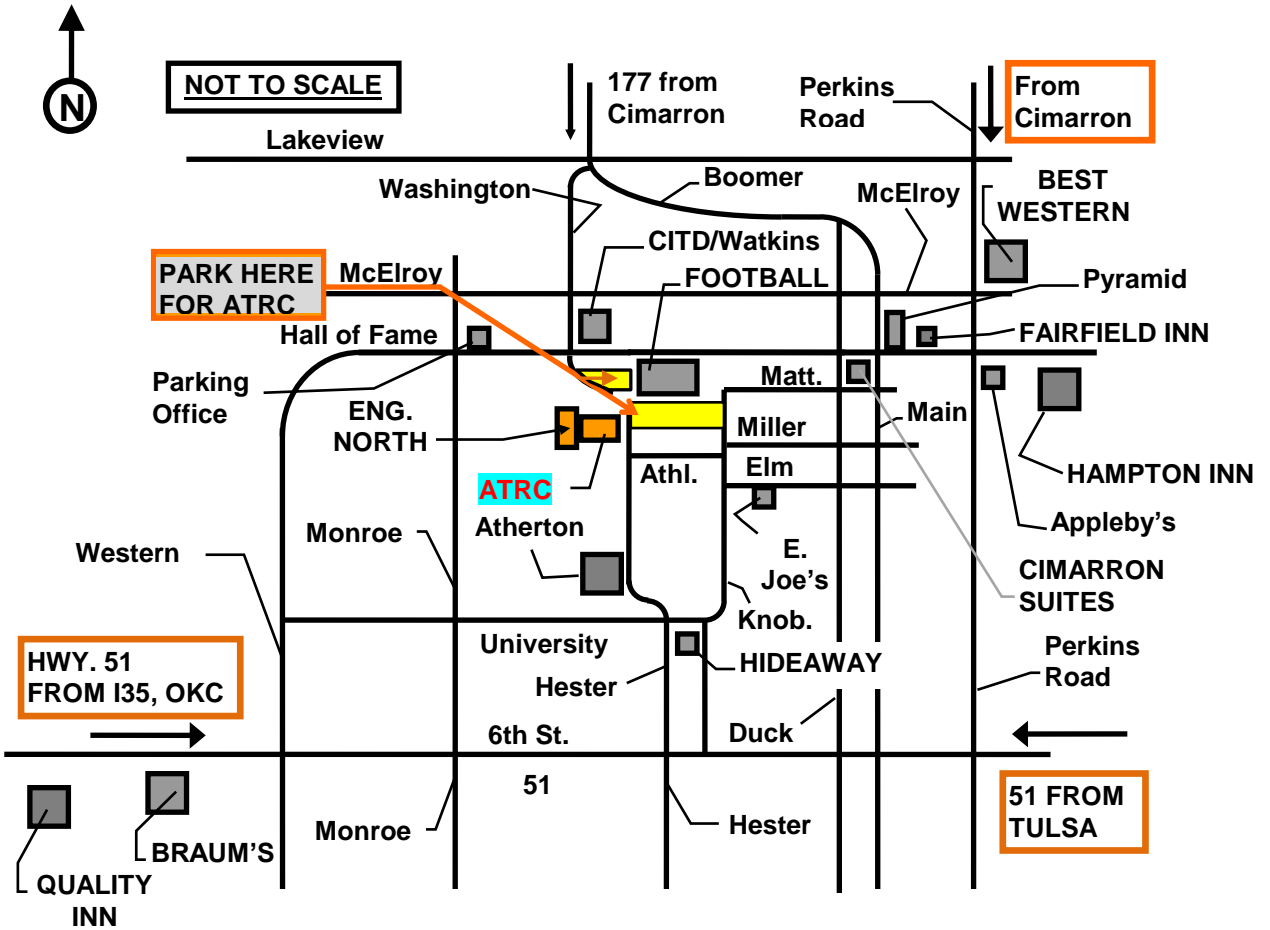 NOT TO SCALE
177 from
Cimarron
Perkins
Road
From
Cimarron
N
Lakeview
Washington
Boomer
McElroy
BEST
WESTERN
CITD/Watkins
PARK HERE
FOR ATRC
McElroy
FOOTBALL
Pyramid
Hall of Fame
FAIRFIELD INN
Parking
Office
Matt.
ENG.
NORTH
Main
Miller
Athl.
Elm
HAMPTON INN
ATRC
Atherton
Appleby's
Monroe
Western
E.
Joe's
CIMARRON
SUITES
Knob.
University
HIDEAWAY
Perkins
Road
HWY. 51
FROM I35, OKC
Hester
6th St.
Duck
51
51 FROM
TULSA
Monroe
Hester
BRAUM'S
QUALITY
INN